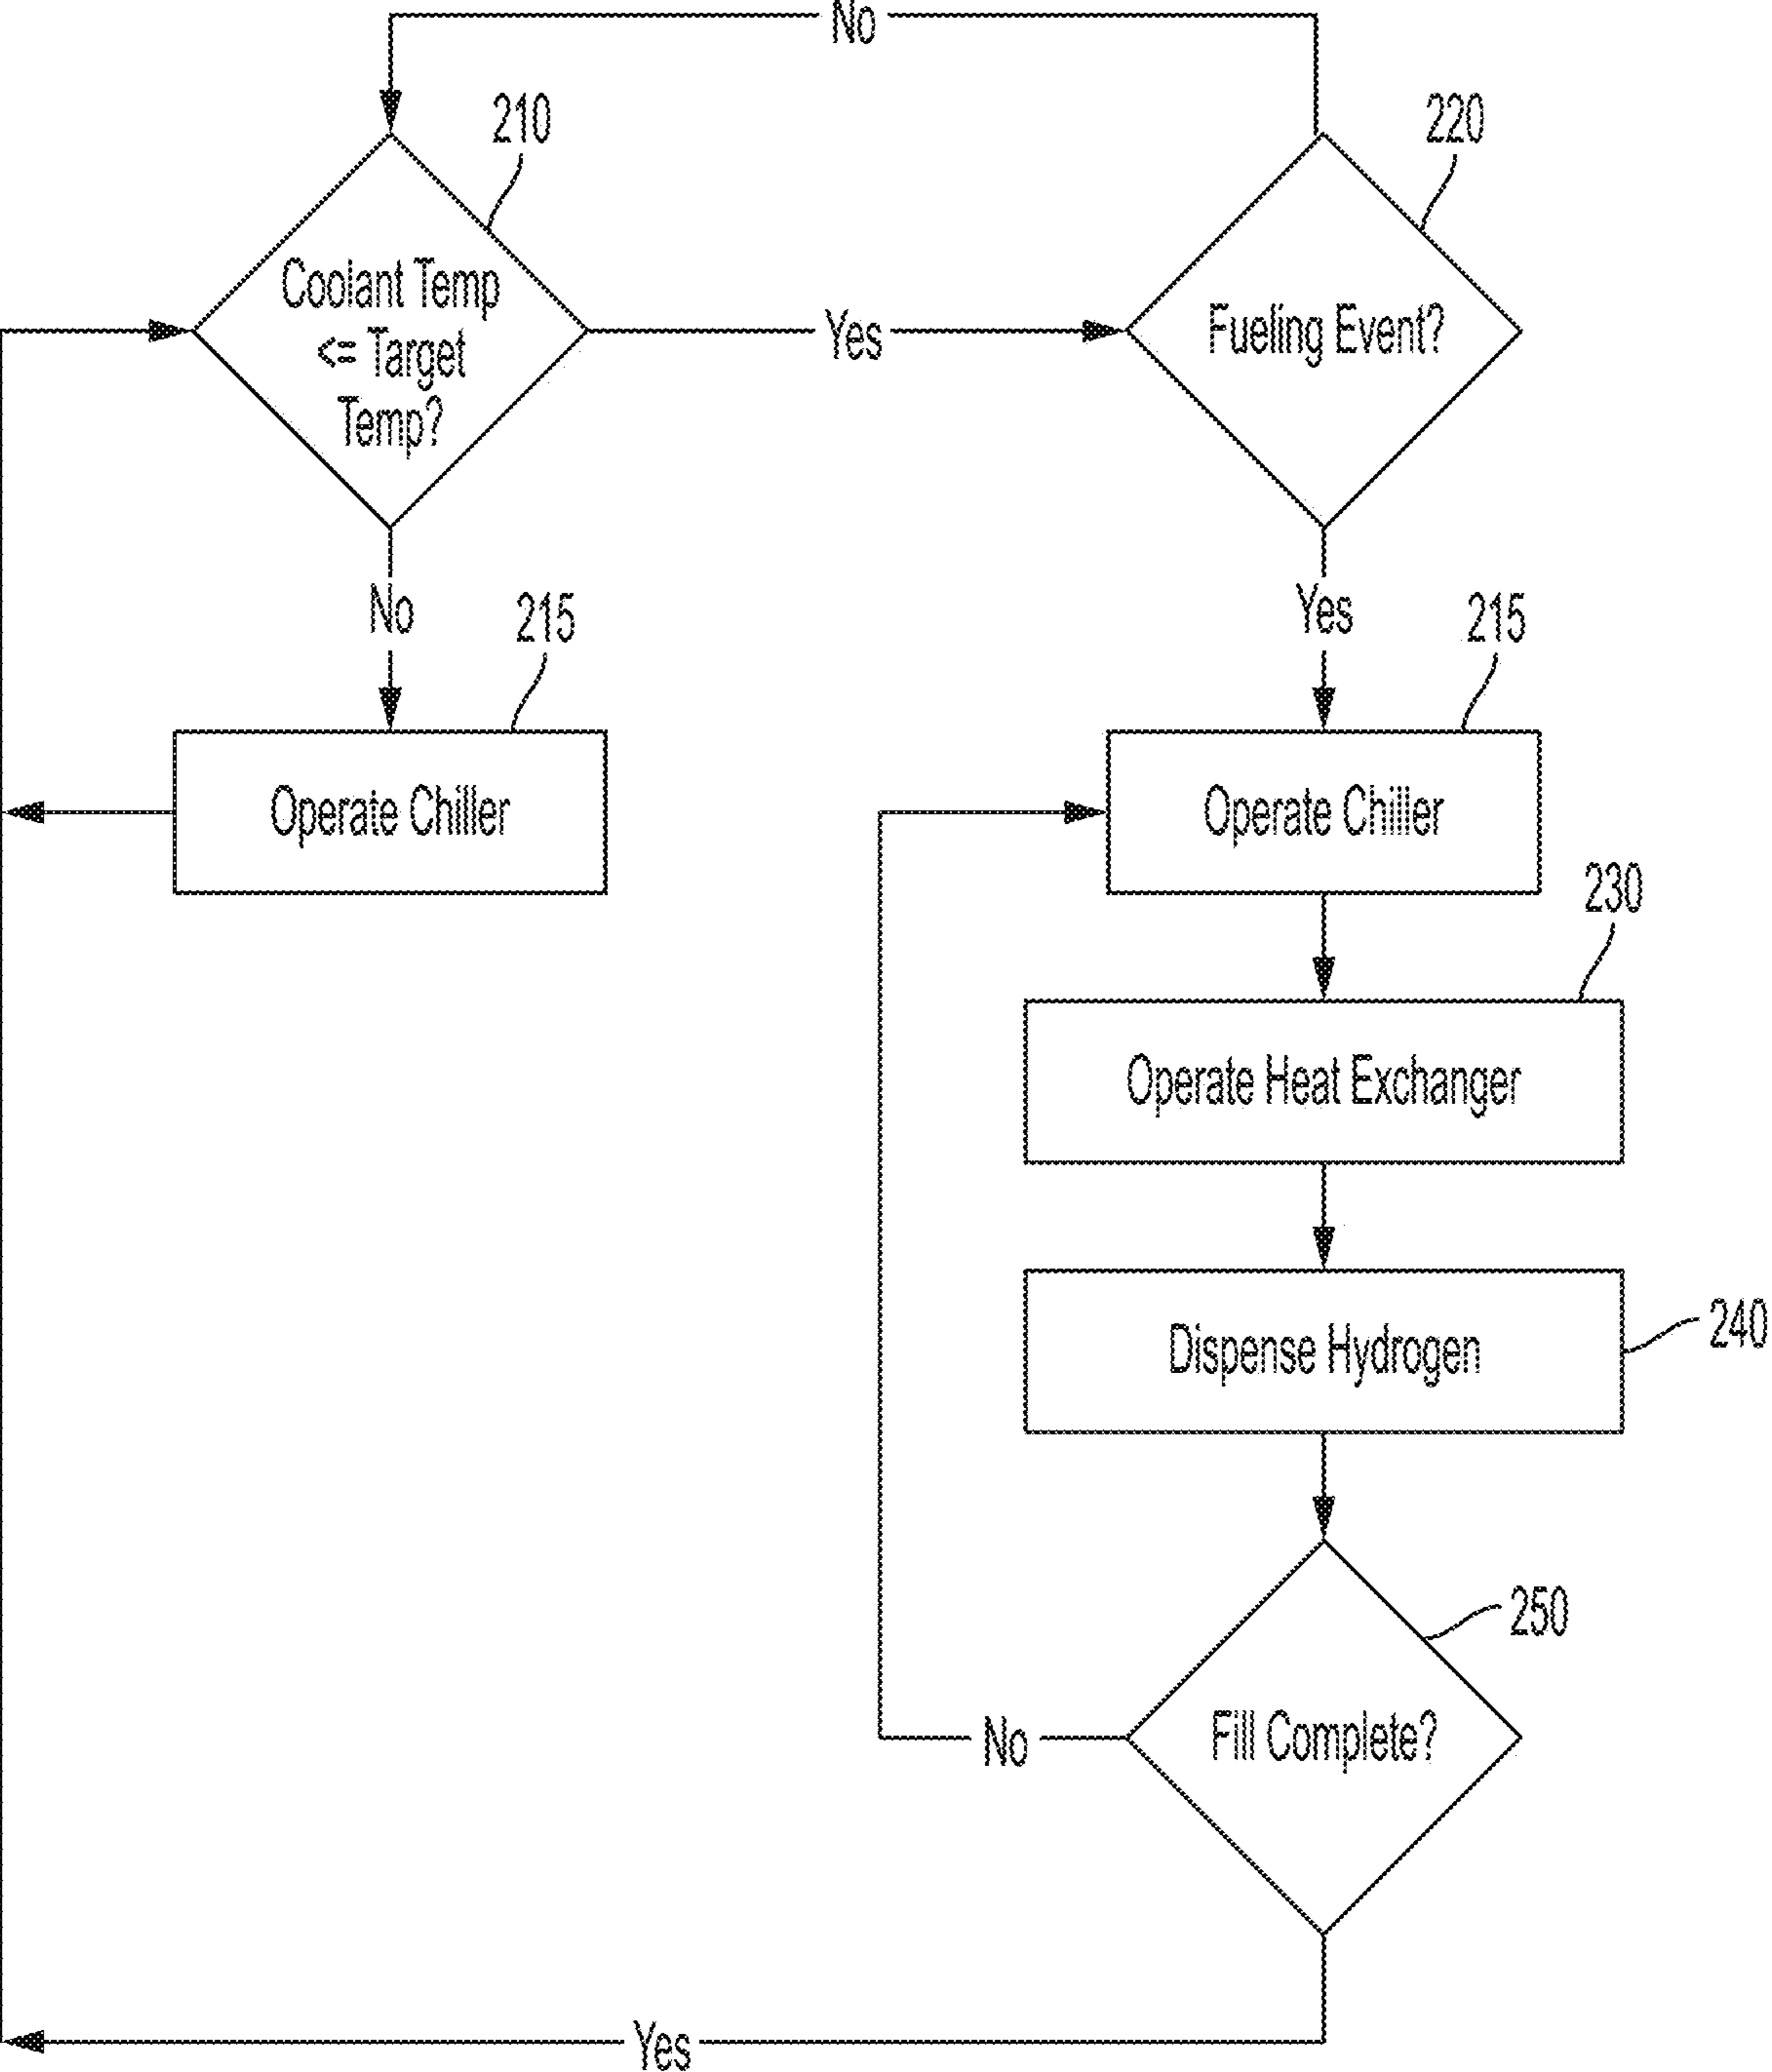 No
210
220
Coolant Temp
<= Target
Temp?
Yes
Fueling Event?
No
215
Yes
215
Operate Chiller
Operate Chiller
230
Operate Heat Exchanger
Dispense Hydrogen
240
250
Fill Complete?
No
Yes